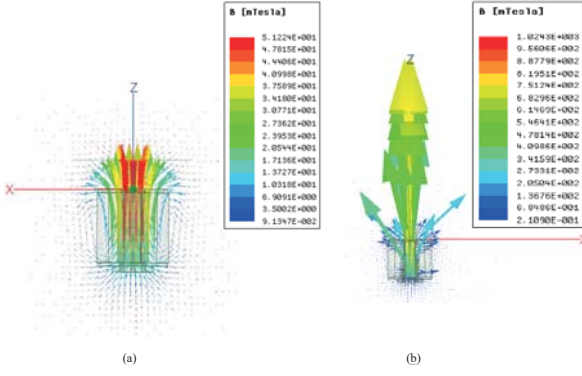 B [mTesla]
5.1224E+001
4.7815E+001
4.4406E+001
4.0998E+001
3.7589E+001
3.4180E+001
3.0771E+001
2.7362E+001
2.3953E+001
2.0544E+001
1.7136E+001
1.3727E+001
1.0318E+001
6.9091E+000
3.5002E+000
9.1347E-002
Z
X
(a)
B [mTesla]
1.0243E+003
9.5606E+002
8.8779E+002
8.1951E+002
7.5124E+002
6.8296E+002
6.1469E+002
5.4641E+002
4.7814E+002
4.0986E+002
3.4159E+002
2.7331E+002
2.0504E+002
1.3676E+002
6.8486E+001
2.1090E-001
Z
(b)